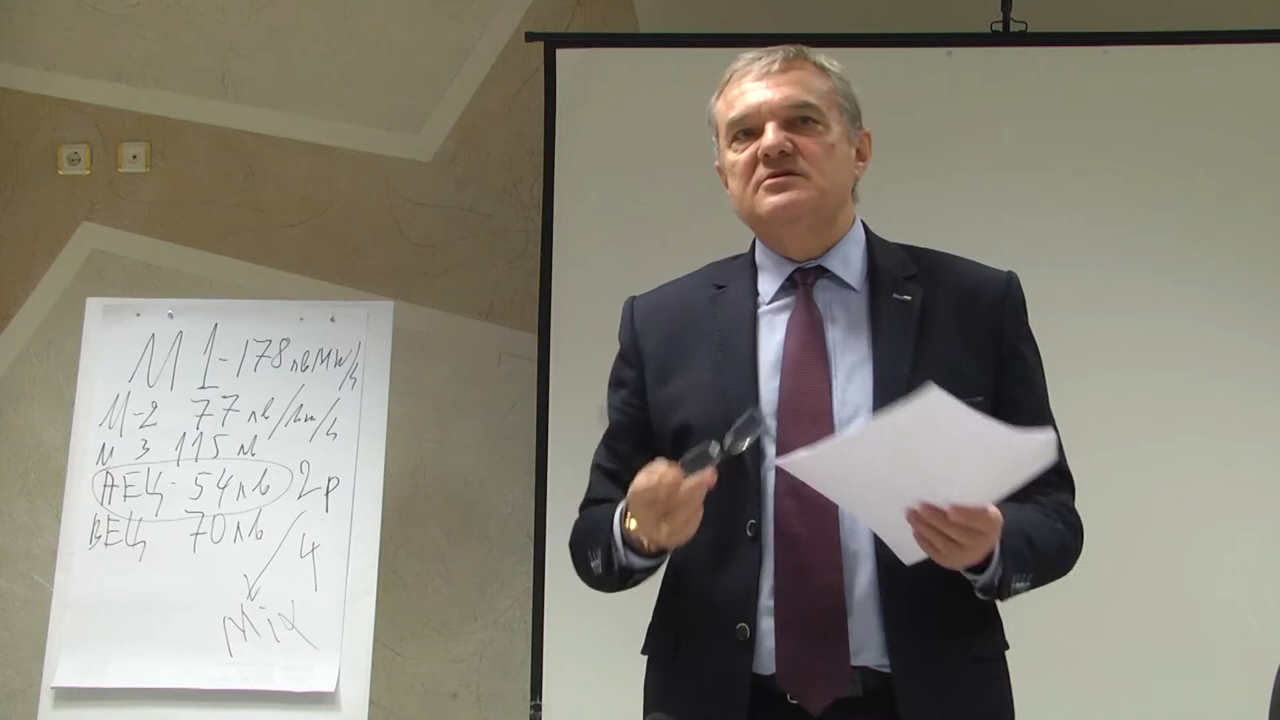 М 1 - 178 лв MW/h
М-2 77 лв/MW/h
М 3 115 лв
АЕЦ - 54 лв 2р
ВЕЦ 70 лв
4
Mix